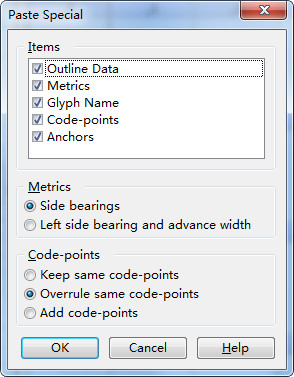 Paste Special
Items
Outline Data
Metrics
Glyph Name
Code-points
Anchors
Metrics
Side bearings
Left side bearing and advance width
Code-points
Keep same code-points
Overrule same code-points
Add code-points
OK Cancel Help